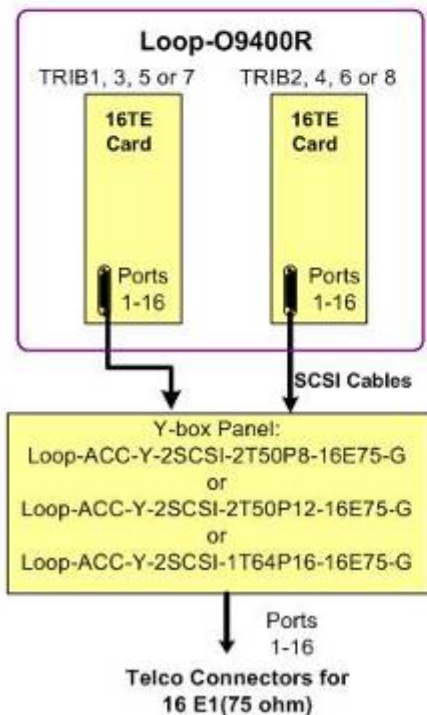 Loop-O9400R
TRIB1, 3, 5 or 7
TRIB2, 4, 6 or 8
16TE
Card
16TE
Card
Ports
1-16
Ports
1-16
SCSI Cables
Y-box Panel:
Loop-ACC-Y-2SCSI-2T50P8-16E75-G
or
Loop-ACC-Y-2SCSI-2T50P12-16E75-G
or
Loop-ACC-Y-2SCSI-1T64P16-16E75-G
Ports
1-16
Telco Connectors for
16 E1(75 ohm)